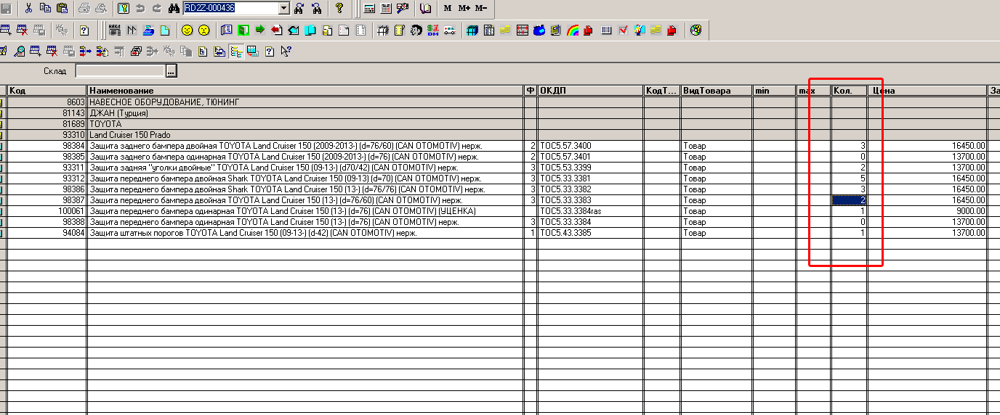 RD2Z-000436 M M+ M−
Склад ...
Код Наименование Ф ОКДП КодТ... ВидТовара min max Кол. Цена За
8603 НАВЕСНОЕ ОБОРУДОВАНИЕ, ТЮНИНГ
81143 ДЖАН (Турция)
81689 TOYOTA
93310 Land Cruiser 150 Prado
98384 Защита заднего бампера двойная TOYOTA Land Cruiser 150 (2009-2013-) (d=76/60) (CAN OTOMOTIV) нерж. 2 TOC5.57.3400 Товар 3 16450.00
98385 Защита заднего бампера одинарная TOYOTA Land Cruiser 150 (2009-2013-) (d=76) (CAN OTOMOTIV) нерж. 2 TOC5.57.3401 Товар 0 13700.00
93311 Защита задняя "уголки двойные" TOYOTA Land Cruiser 150 (09-13-) (d70/42) (CAN OTOMOTIV) нерж. 3 TOC5.53.3399 Товар 2 13700.00
93312 Защита переднего бампера двойная Shark TOYOTA Land Cruiser 150 (09-13) (d=70) (CAN OTOMOTIV) нерж. 3 TOC5.33.3381 Товар 5 16450.00
98386 Защита переднего бампера двойная Shark TOYOTA Land Cruiser 150 (13-) (d=76/76) (CAN OTOMOTIV) нерж. 3 TOC5.33.3382 Товар 3 16450.00
98387 Защита переднего бампера двойная TOYOTA Land Cruiser 150 (13-) (d=76/60) (CAN OTOMOTIV) нерж. 3 TOC5.33.3383 Товар 2 16450.00
100061 Защита переднего бампера одинарная TOYOTA Land Cruiser 150 (13-) (d=76) (CAN OTOMOTIV) (УЦЕНКА) TOC5.33.3384ras Товар 1 9000.00
98388 Защита переднего бампера одинарная TOYOTA Land Cruiser 150 (13-) (d=76) (CAN OTOMOTIV) нерж. 3 TOC5.33.3384 Товар 0 13700.00
94084 Защита штатных порогов TOYOTA Land Cruiser 150 (09-13-) (d-42) (CAN OTOMOTIV) нерж. 1 TOC5.43.3385 Товар 1 13700.00